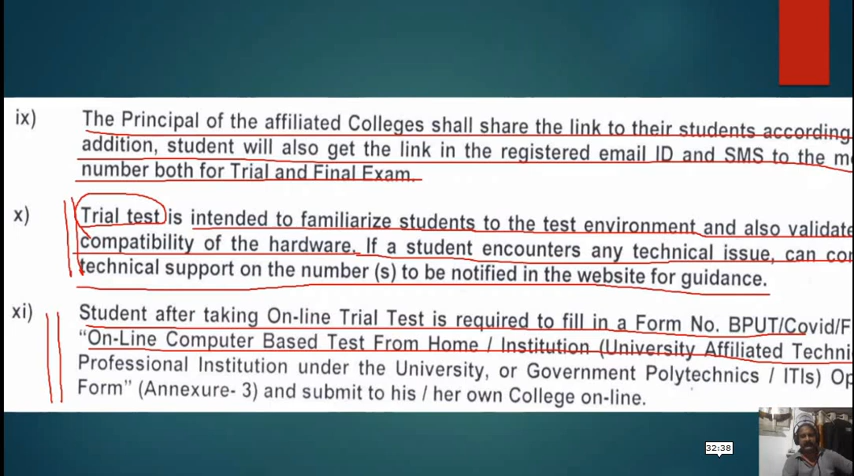 ix) The Principal of the affiliated Colleges shall share the link to their students according
addition, student will also get the link in the registered email ID and SMS to the
number both for Trial and Final Exam.
x) Trial test is intended to familiarize students to the test environment and also validate
compatibility of the hardware. If a student encounters any technical issue, can
technical support on the number (s) to be notified in the website for guidance.
xi) Student after taking On-line Trial Test is required to fill in a Form No. BPUT/Covid/F
"On-Line Computer Based Test From Home / Institution (University Affiliated
Professional Institution under the University, or Government Polytechnics / ITIs)
Form" (Annexure- 3) and submit to his / her own College on-line.
32:38